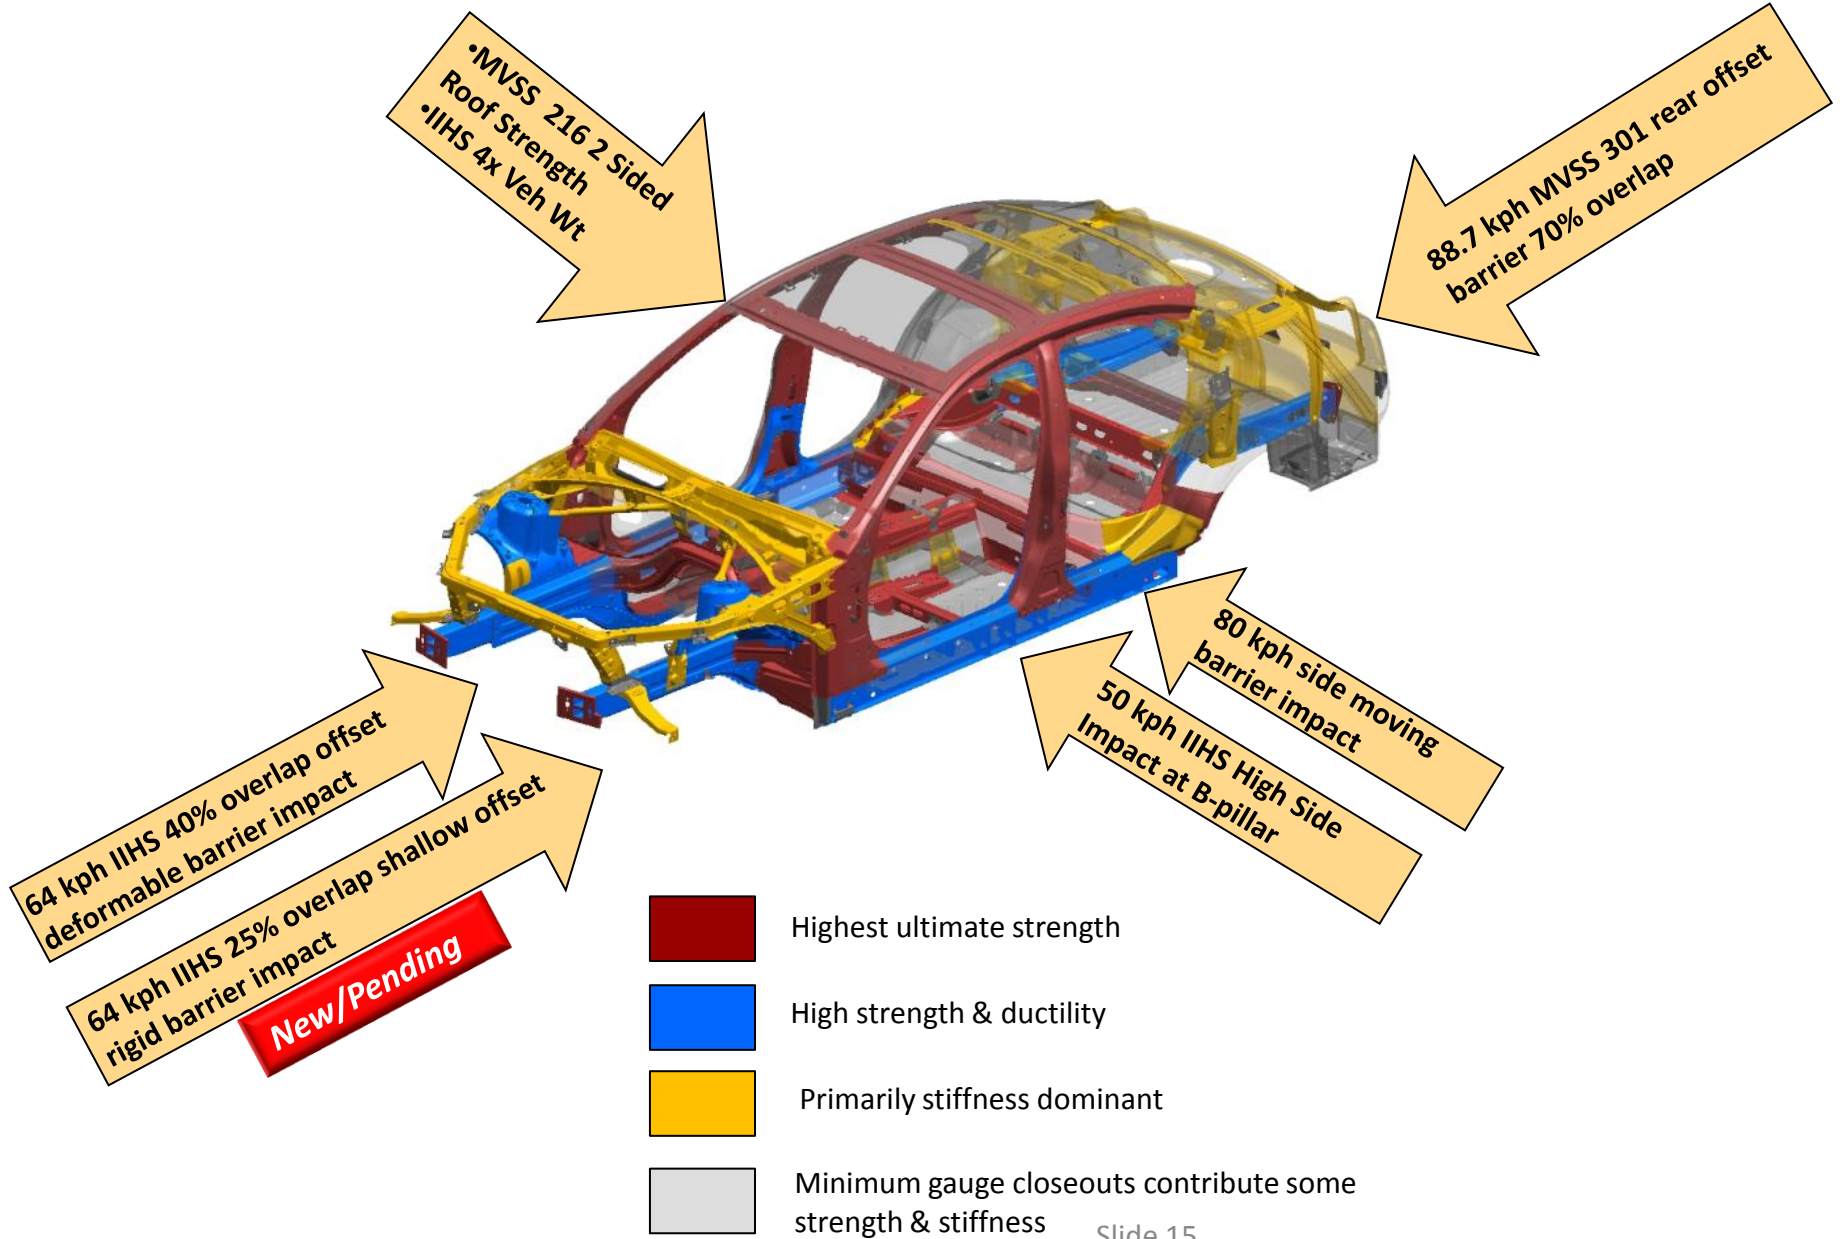 •MVSS  216 2 Sided
Roof Strength
•IIHS 4x Veh Wt
88.7 kph MVSS 301 rear offset
barrier 70% overlap
80 kph side moving
barrier impact
50 kph IIHS High Side
Impact at B-pillar
64 kph IIHS 40% overlap offset
deformable barrier impact
64 kph IIHS 25% overlap shallow offset
rigid barrier impact
New/Pending
Highest ultimate strength
High strength & ductility
Primarily stiffness dominant
Minimum gauge closeouts contribute some
strength & stiffness
Slide 15